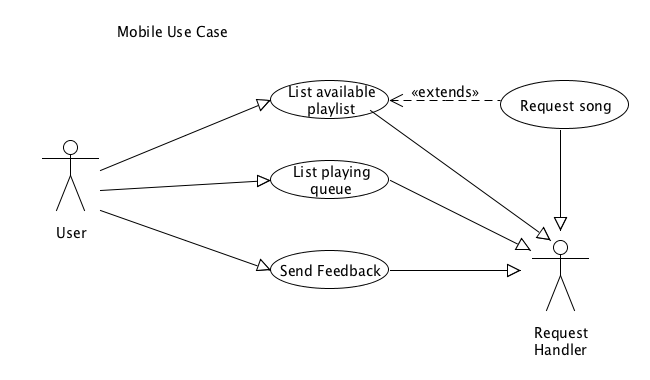 Mobile Use Case
List available
playlist
«extends»
Request song
List playing
queue
User
Send Feedback
Request
Handler